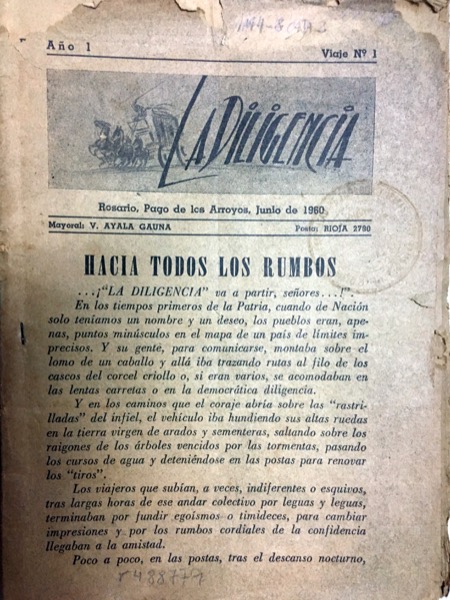 Año 1
Viaje Nº 1
LA DILIGENCIA
Rosario, Pago de los Arroyos, Junio de 1960
Mayoral: V. AYALA GAUNA
Posta: RIOJA 2780
HACIA TODOS LOS RUMBOS
...¡"LA DILIGENCIA" va a partir, señores...!"
En los tiempos primeros de la Patria, cuando de Nación
solo teníamos un nombre y un deseo, los pueblos eran, ape-
nas, puntos minúsculos en el mapa de un país de límites im-
precisos. Y su gente, para comunicarse, montaba sobre el
lomo de un caballo y allá iba trazando rutas al filo de los
cascos del corcel criollo o, si eran varios, se acomodaban en
las lentas carretas o en la democrática diligencia.
Y en los caminos que el coraje abría sobre las "rastri-
lladas" del infiel, el vehículo iba hundiendo sus altas ruedas
en la tierra virgen de arados y sementeras, saltando sobre los
raigones de los árboles vencidos por las tormentas, pasando
los cursos de agua y deteniéndose en las postas para renovar
los "tiros".
Los viajeros que subían, a veces, indiferentes o esquivos,
tras largas horas de ese andar colectivo por leguas y leguas,
terminaban por fundir egoísmos o timideces, para cambiar
impresiones y por los rumbos cordiales de la confidencia
llegaban a la amistad.
Poco a poco, en las postas, tras el descanso nocturno,